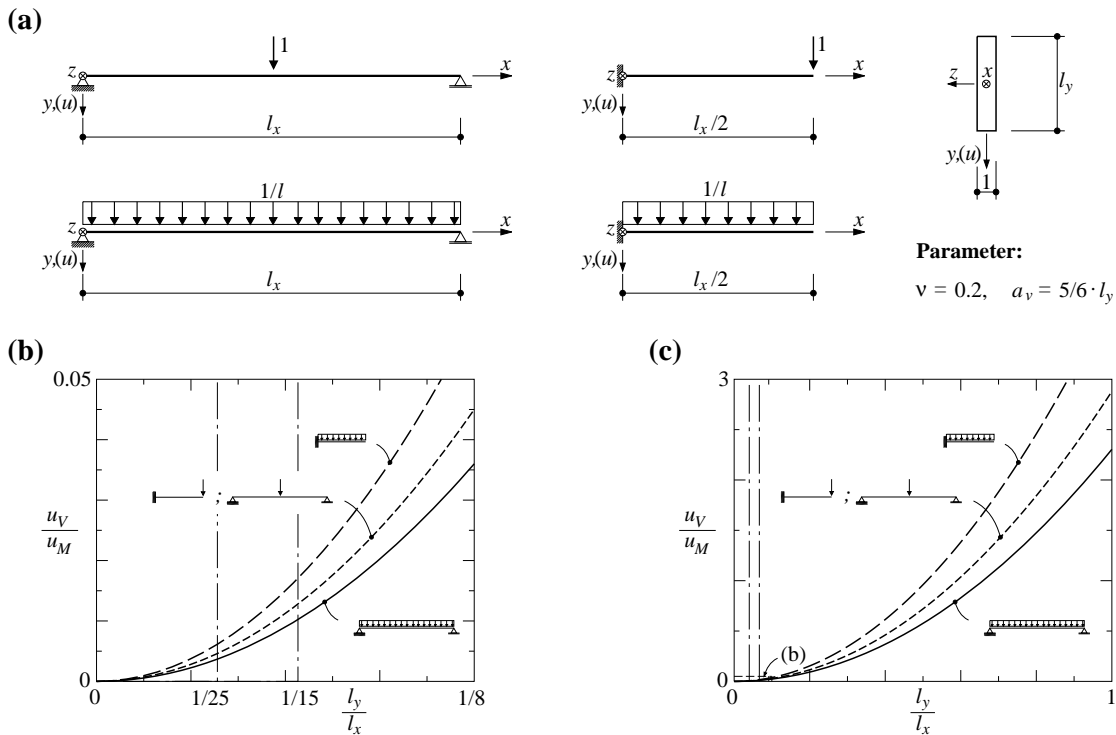 (a)
1
z
x
y,(u)
l_x
1
z
x
y,(u)
l_x/2
z
x
l_y
y,(u)
1
1/l
z
x
y,(u)
l_x
1/l
z
x
y,(u)
l_x/2
Parameter:
ν = 0.2, a_v = 5/6 · l_y
(b)
0.05
u_V
u_M
;
0
0
1/25
1/15
l_y
l_x
1/8
(c)
3
u_V
u_M
;
(b)
0
0
l_y
l_x
1